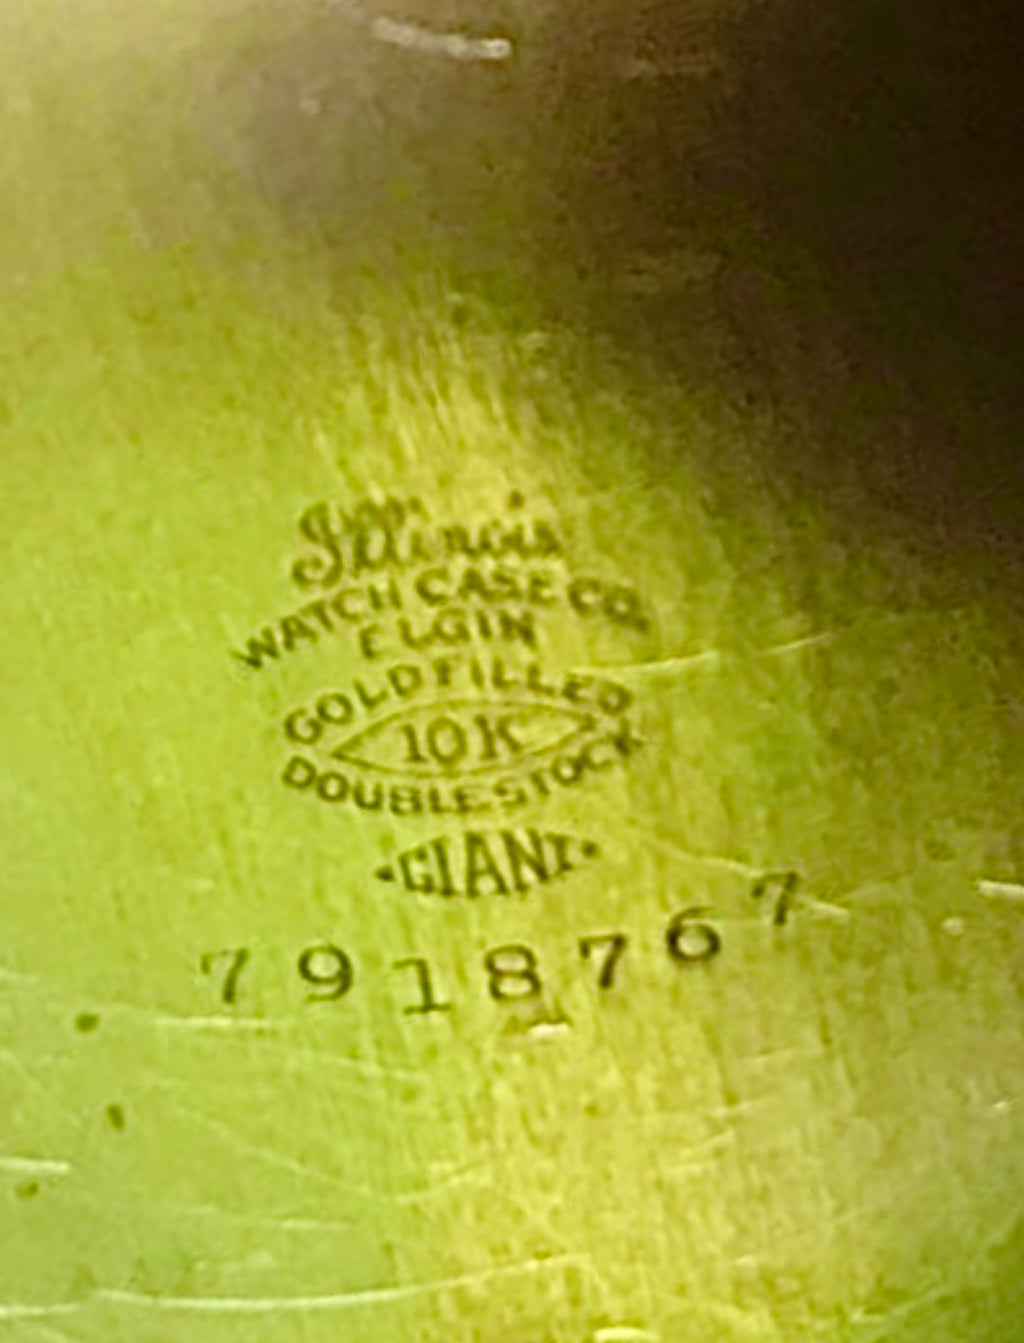 Illinois
WATCH CASE CO.
ELGIN
GOLD FILLED
10K
DOUBLE STOCK
GIANT
7918767